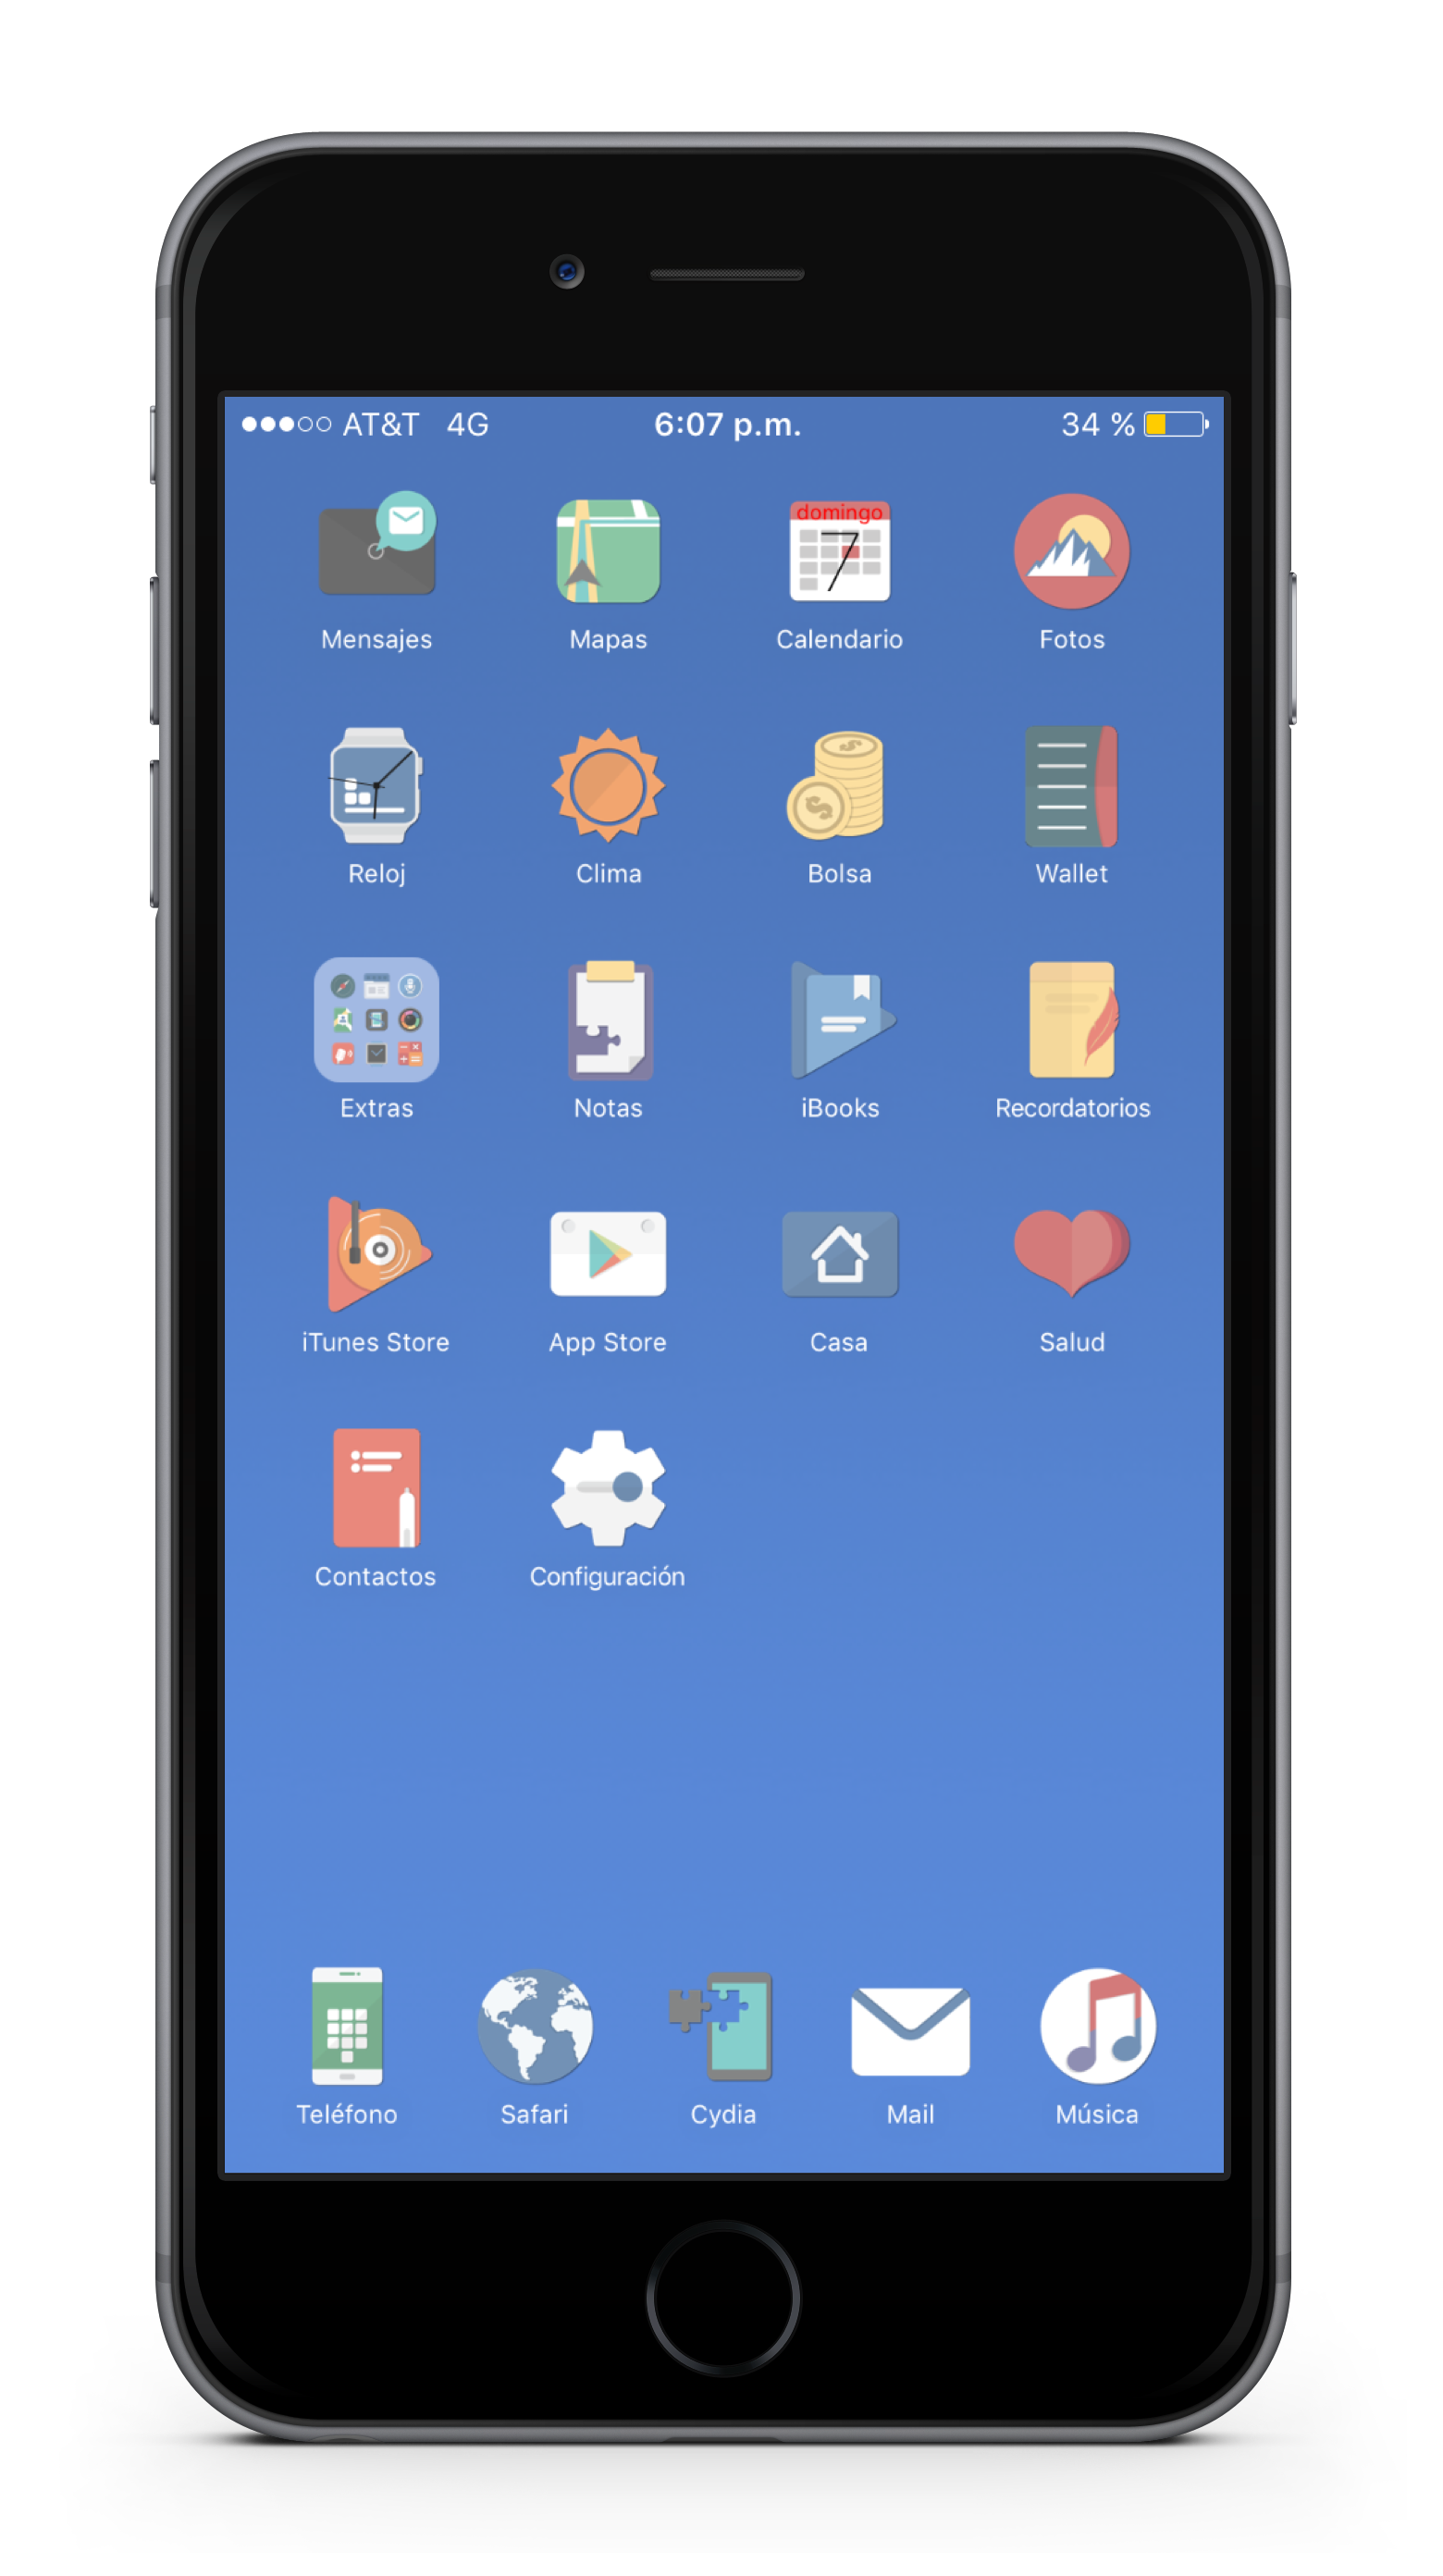 AT&T 4G 6:07 p.m. 34 %
domingo
7
Mensajes Mapas Calendario Fotos
Reloj Clima Bolsa Wallet
Extras Notas iBooks Recordatorios
iTunes Store App Store Casa Salud
Contactos Configuración
Teléfono Safari Cydia Mail Música